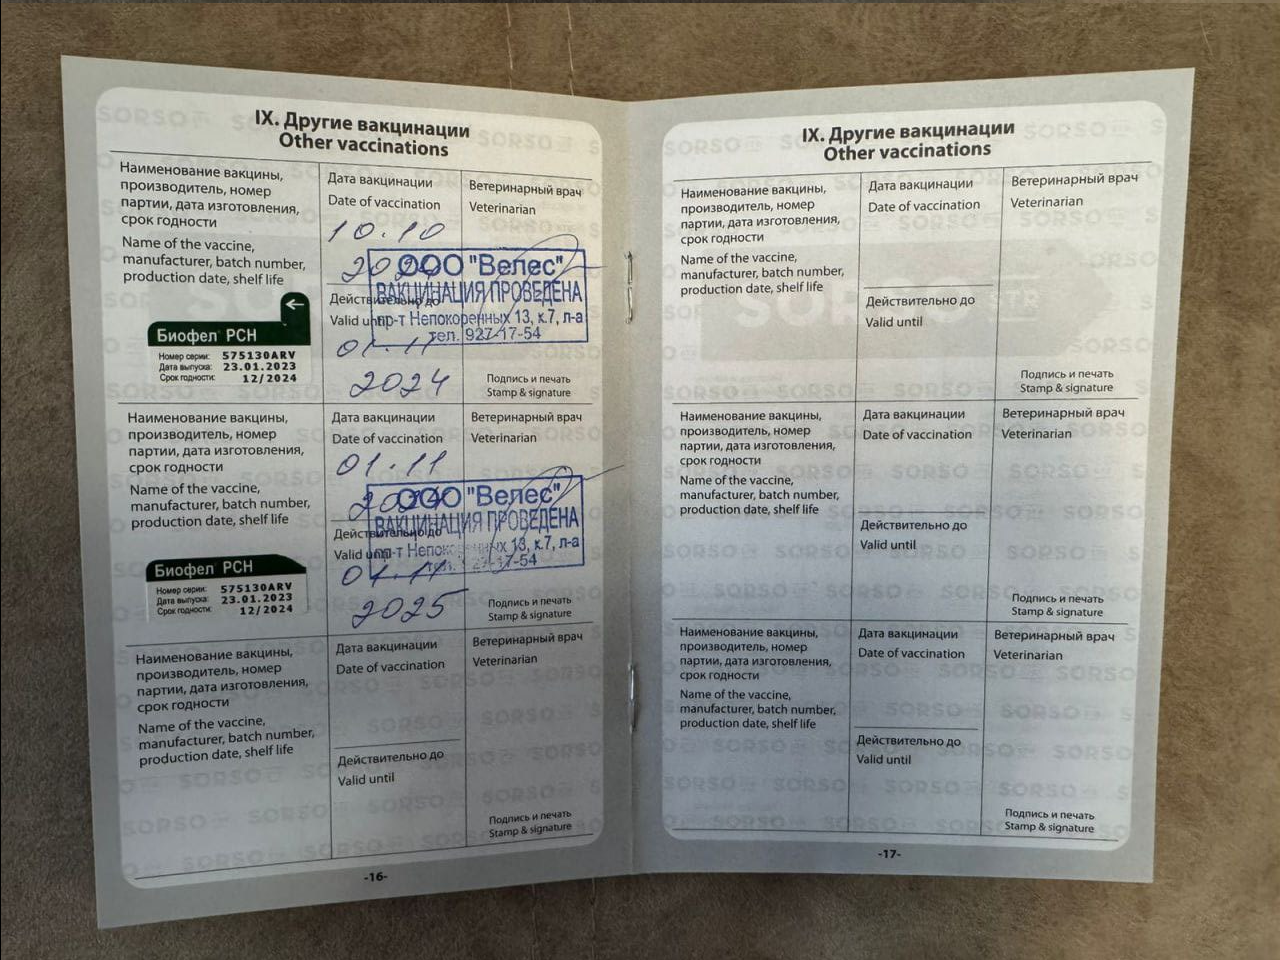 IX. Другие вакцинации
Other vaccinations
Наименование вакцины,
производитель, номер
партии, дата изготовления,
срок годности
Name of the vaccine,
manufacturer, batch number,
production date, shelf life
Биофел РСН
Номер серии: 575130ARV
Дата выпуска: 23.01.2023
Срок годности: 12/2024
Дата вакцинации
Date of vaccination
10.10
2024
Действительно до
Valid until
01.11
2024
Ветеринарный врач
Veterinarian
ООО "Велес"
ВАКЦИНАЦИЯ ПРОВЕДЕНА
пр-т Непокоренных 13, к.7, л-а
тел. 927-17-54
Подпись и печать
Stamp & signature
Наименование вакцины,
производитель, номер
партии, дата изготовления,
срок годности
Name of the vaccine,
manufacturer, batch number,
production date, shelf life
Биофел РСН
Номер серии: 575130ARV
Дата выпуска: 23.01.2023
Срок годности: 12/2024
Дата вакцинации
Date of vaccination
01.11
2024
Действительно до
Valid until
01.11
2025
Ветеринарный врач
Veterinarian
ООО "Велес"
ВАКЦИНАЦИЯ ПРОВЕДЕНА
пр-т Непокоренных 13, к.7, л-а
тел. 927-17-54
Подпись и печать
Stamp & signature
Наименование вакцины,
производитель, номер
партии, дата изготовления,
срок годности
Name of the vaccine,
manufacturer, batch number,
production date, shelf life
Дата вакцинации
Date of vaccination
Действительно до
Valid until
Ветеринарный врач
Veterinarian
Подпись и печать
Stamp & signature
-16-
IX. Другие вакцинации
Other vaccinations
Наименование вакцины,
производитель, номер
партии, дата изготовления,
срок годности
Name of the vaccine,
manufacturer, batch number,
production date, shelf life
Дата вакцинации
Date of vaccination
Действительно до
Valid until
Ветеринарный врач
Veterinarian
Подпись и печать
Stamp & signature
Наименование вакцины,
производитель, номер
партии, дата изготовления,
срок годности
Name of the vaccine,
manufacturer, batch number,
production date, shelf life
Дата вакцинации
Date of vaccination
Действительно до
Valid until
Ветеринарный врач
Veterinarian
Подпись и печать
Stamp & signature
Наименование вакцины,
производитель, номер
партии, дата изготовления,
срок годности
Name of the vaccine,
manufacturer, batch number,
production date, shelf life
Дата вакцинации
Date of vaccination
Действительно до
Valid until
Ветеринарный врач
Veterinarian
Подпись и печать
Stamp & signature
-17-